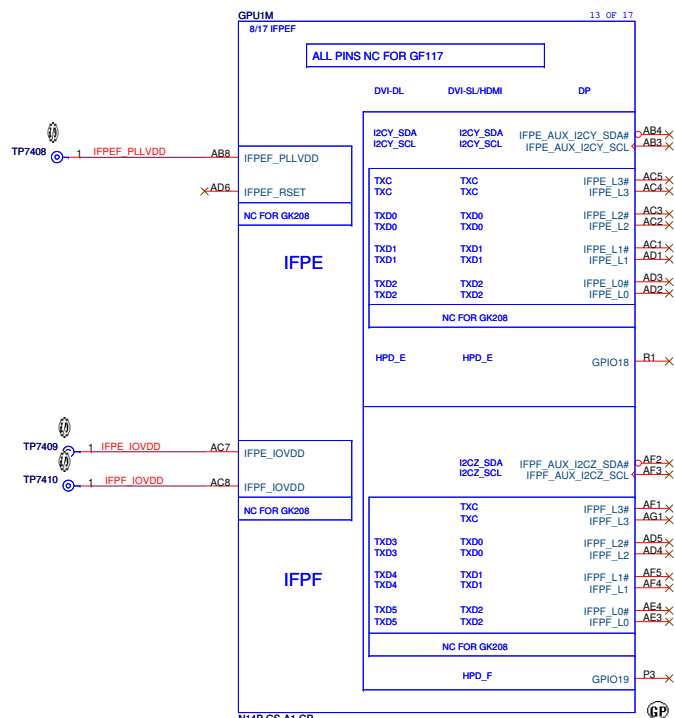 GPU1M 13 OF 17
8/17 IFPEF
ALL PINS NC FOR GF117
DVI-DL DVI-SL/HDMI DP
I2CY_SDA I2CY_SDA IFPE_AUX_I2CY_SDA# AB4
I2CY_SCL I2CY_SCL IFPE_AUX_I2CY_SCL AB3
TP7408 1 IFPEF_PLLVDD AB8 IFPEF_PLLVDD
AD6 IFPEF_RSET
NC FOR GK208
TXC TXC IFPE_L3# AC5
TXC TXC IFPE_L3 AC4
TXD0 TXD0 IFPE_L2# AC3
TXD0 TXD0 IFPE_L2 AC2
IFPE
TXD1 TXD1 IFPE_L1# AC1
TXD1 TXD1 IFPE_L1 AD1
TXD2 TXD2 IFPE_L0# AD3
TXD2 TXD2 IFPE_L0 AD2
NC FOR GK208
HPD_E HPD_E GPIO18 R1
TP7409 1 IFPE_IOVDD AC7 IFPE_IOVDD
TP7410 1 IFPF_IOVDD AC8 IFPF_IOVDD
NC FOR GK208
I2CZ_SDA IFPF_AUX_I2CZ_SDA# AF2
I2CZ_SCL IFPF_AUX_I2CZ_SCL AF3
TXC IFPF_L3# AF1
TXC IFPF_L3 AG1
TXD3 TXD0 IFPF_L2# AD5
TXD3 TXD0 IFPF_L2 AD4
IFPF
TXD4 TXD1 IFPF_L1# AF5
TXD4 TXD1 IFPF_L1 AF4
TXD5 TXD2 IFPF_L0# AE4
TXD5 TXD2 IFPF_L0 AE3
NC FOR GK208
HPD_F GPIO19 P3
GP